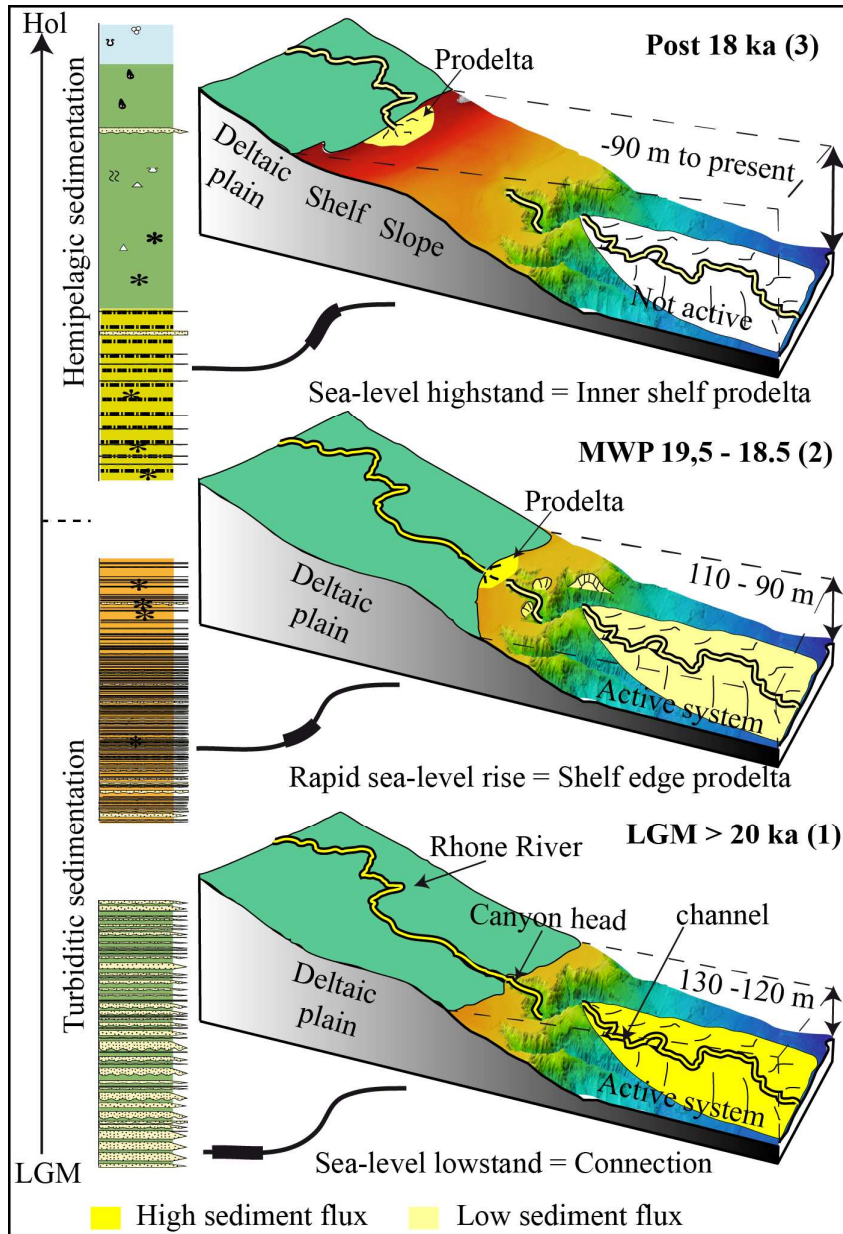 Hol
Post 18 ka (3)
Prodelta
-90 m to present
Deltaic
plain
Shelf
Slope
Not active
Hemipelagic sedimentation
Sea-level highstand = Inner shelf prodelta
MWP 19,5 - 18.5 (2)
Prodelta
110 - 90 m
Deltaic
plain
Active system
Rapid sea-level rise = Shelf edge prodelta
Turbiditic sedimentation
LGM > 20 ka (1)
Rhone River
Canyon head
channel
130 -120 m
Deltaic
plain
Active system
Sea-level lowstand = Connection
LGM
High sediment flux
Low sediment flux